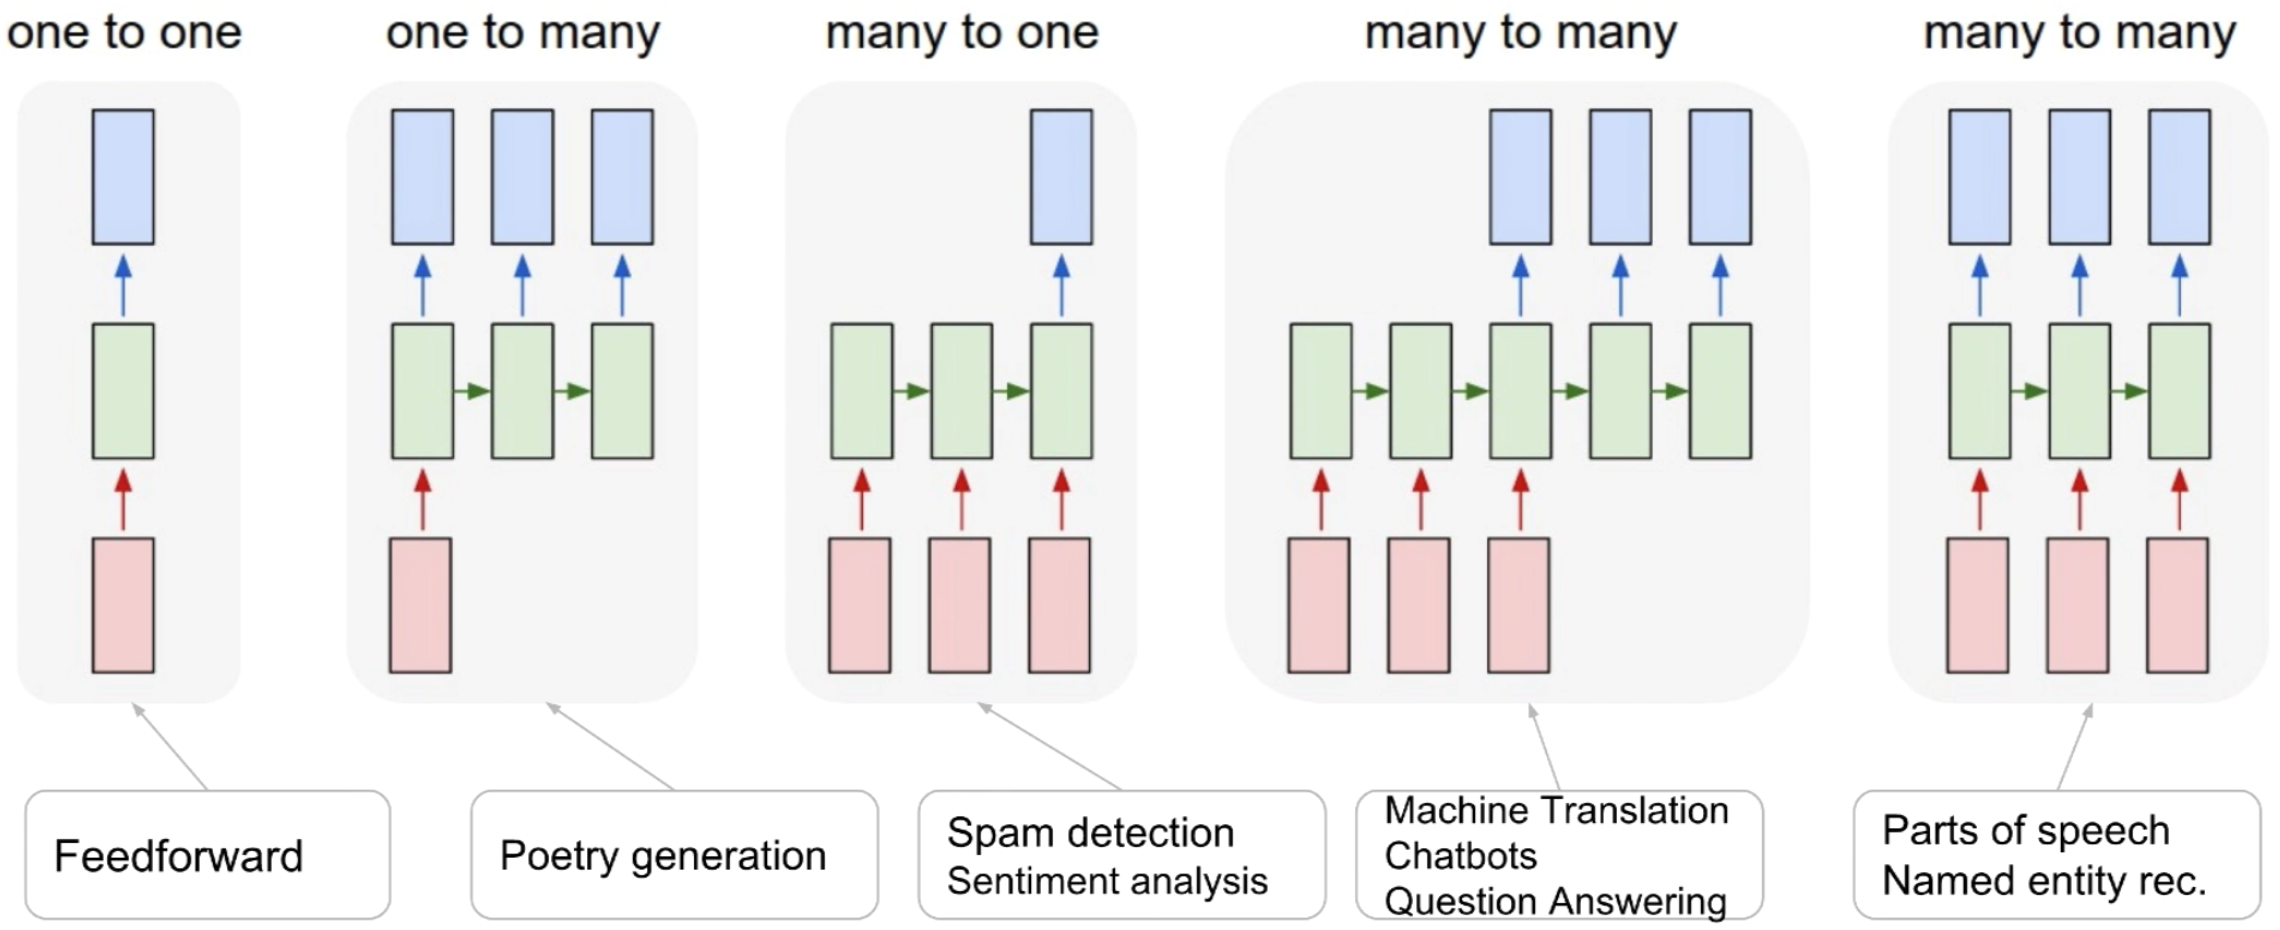 one to one
one to many
many to one
many to many
many to many
Feedforward
Poetry generation
Spam detection
Sentiment analysis
Machine Translation
Chatbots
Question Answering
Parts of speech
Named entity rec.